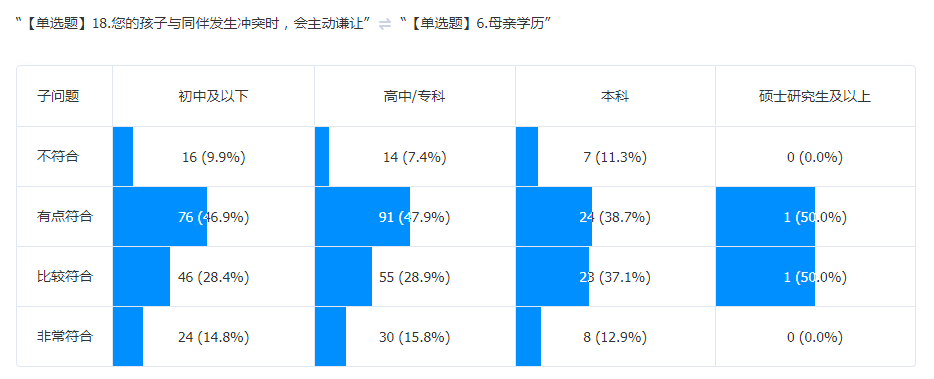 “【单选题】18.您的孩子与同伴发生冲突时，会主动谦让” ⇌ “【单选题】6.母亲学历”
子问题 初中及以下 高中/专科 本科 硕士研究生及以上
不符合 16 (9.9%) 14 (7.4%) 7 (11.3%) 0 (0.0%)
有点符合 76 (46.9%) 91 (47.9%) 24 (38.7%) 1 (50.0%)
比较符合 46 (28.4%) 55 (28.9%) 23 (37.1%) 1 (50.0%)
非常符合 24 (14.8%) 30 (15.8%) 8 (12.9%) 0 (0.0%)